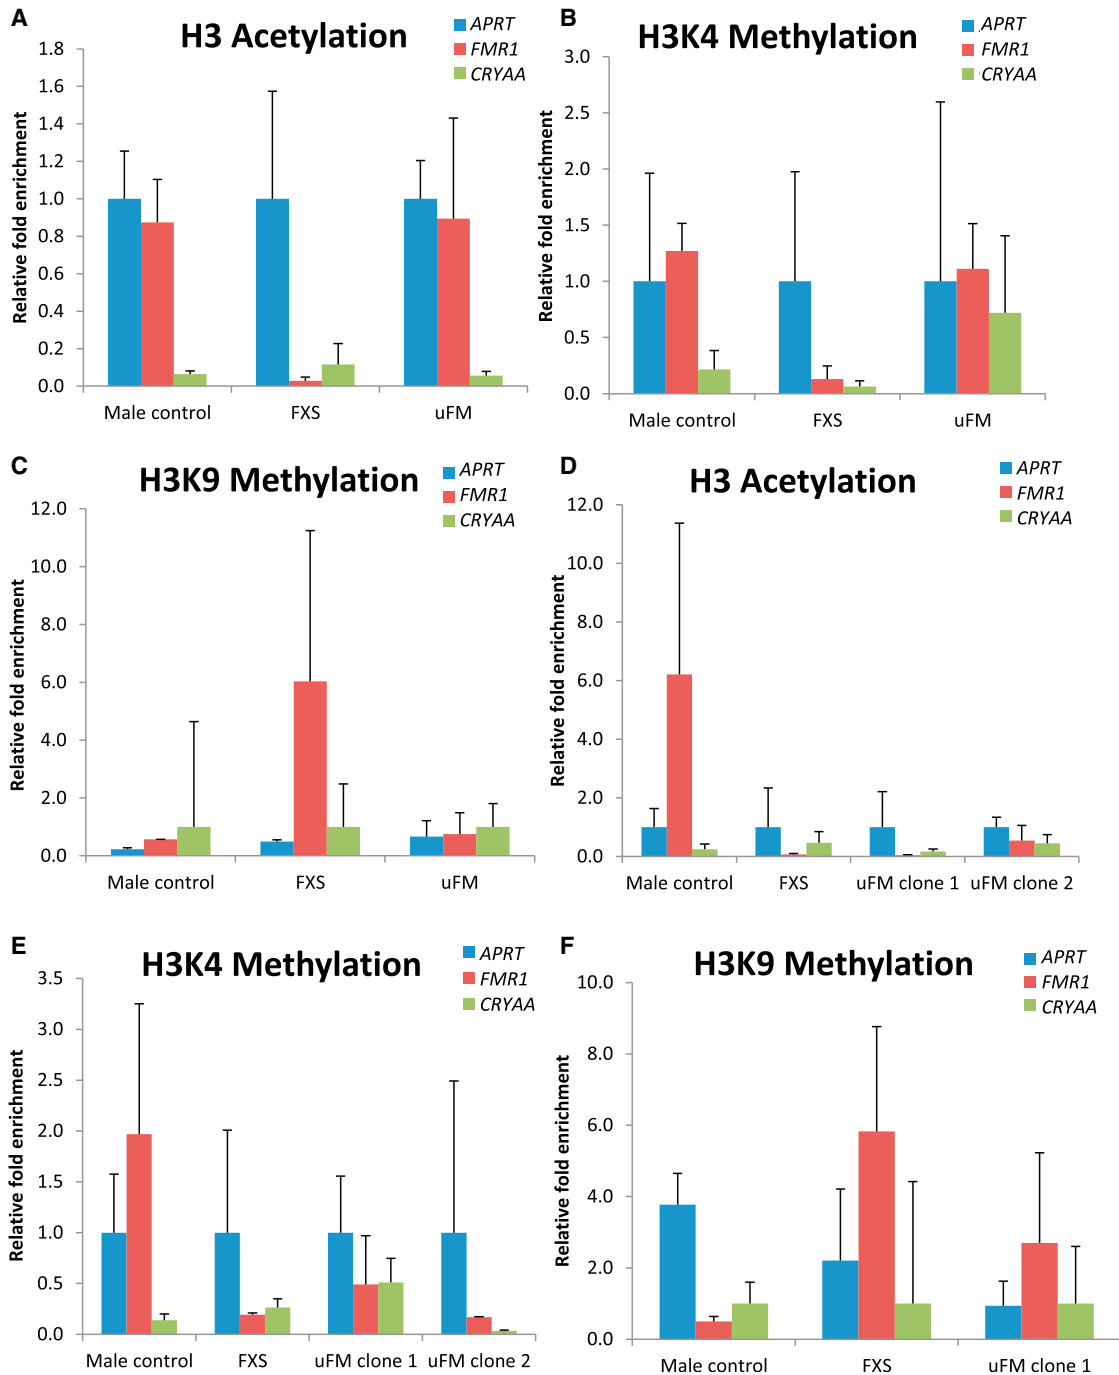 A
H3 Acetylation
APRT
FMR1
CRYAA
Relative fold enrichment
1.8
1.6
1.4
1.2
1.0
0.8
0.6
0.4
0.2
0.0
Male control
FXS
uFM
B
H3K4 Methylation
APRT
FMR1
CRYAA
Relative fold enrichment
3.0
2.5
2.0
1.5
1.0
0.5
0.0
Male control
FXS
uFM
C
H3K9 Methylation
APRT
FMR1
CRYAA
Relative fold enrichment
12.0
10.0
8.0
6.0
4.0
2.0
0.0
Male control
FXS
uFM
D
H3 Acetylation
APRT
FMR1
CRYAA
Relative fold enrichment
12.0
10.0
8.0
6.0
4.0
2.0
0.0
Male control
FXS
uFM clone 1
uFM clone 2
E
H3K4 Methylation
APRT
FMR1
CRYAA
Relative fold enrichment
3.5
3.0
2.5
2.0
1.5
1.0
0.5
0.0
Male control
FXS
uFM clone 1
uFM clone 2
F
H3K9 Methylation
APRT
FMR1
CRYAA
Relative fold enrichment
10.0
8.0
6.0
4.0
2.0
0.0
Male control
FXS
uFM clone 1